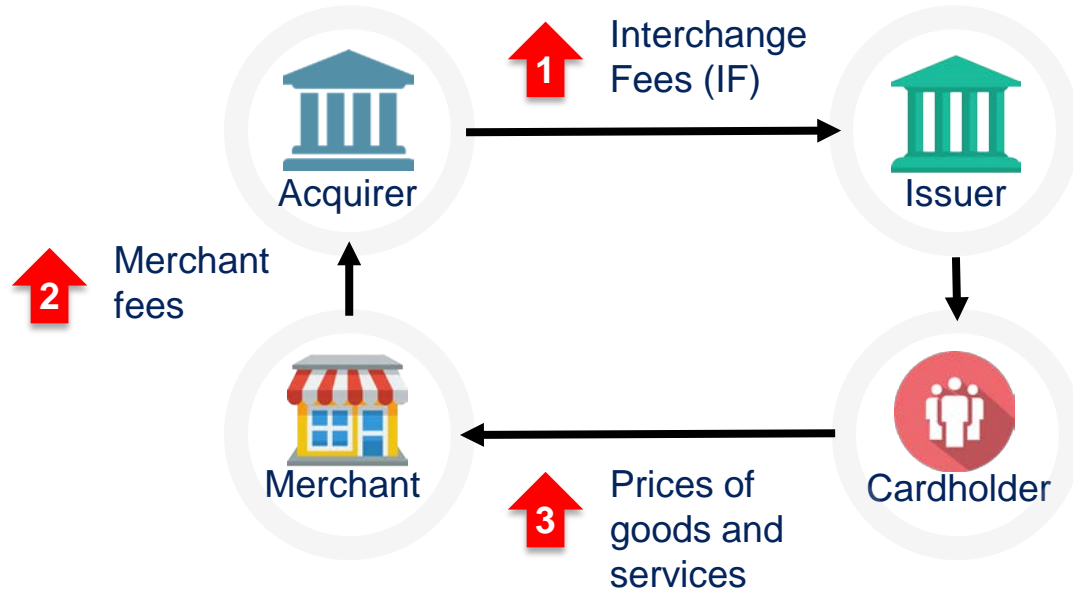 1
Interchange
Fees (IF)
Acquirer
Issuer
2
Merchant
fees
Merchant
Cardholder
3
Prices of
goods and
services